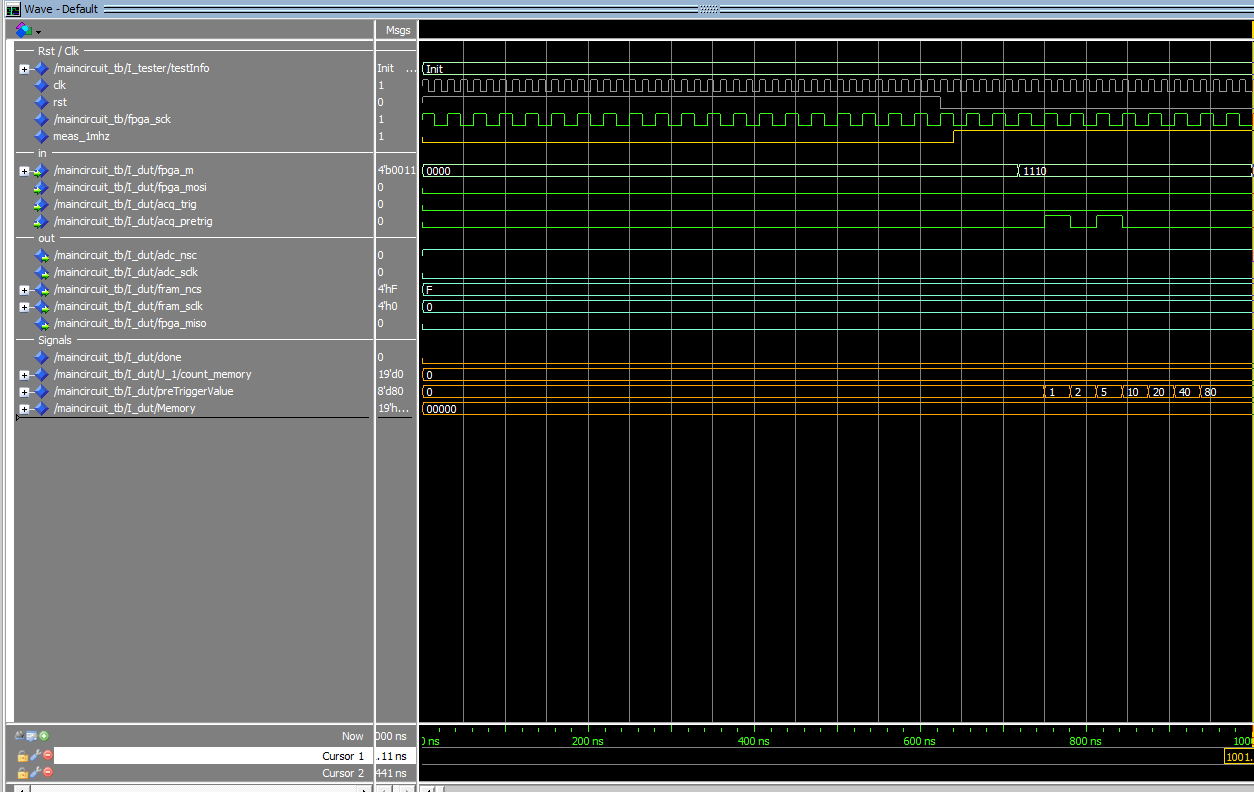 Wave - Default
Msgs
Rst / Clk
/maincircuit_tb/I_tester/testInfo Init ... Init
clk 1
rst 0
/maincircuit_tb/fpga_sck 1
meas_1mhz 1
in
/maincircuit_tb/I_dut/fpga_m 4'b0011 0000 1110
/maincircuit_tb/I_dut/fpga_mosi 0
/maincircuit_tb/I_dut/acq_trig 0
/maincircuit_tb/I_dut/acq_pretrig 0
out
/maincircuit_tb/I_dut/adc_nsc 0
/maincircuit_tb/I_dut/adc_sclk 0
/maincircuit_tb/I_dut/fram_ncs 4'hF F
/maincircuit_tb/I_dut/fram_sclk 4'h0 0
/maincircuit_tb/I_dut/fpga_miso 0
Signals
/maincircuit_tb/I_dut/done 0
/maincircuit_tb/I_dut/U_1/count_memory 19'd0 0
/maincircuit_tb/I_dut/preTriggerValue 8'd80 0 1 2 5 10 20 40 80
/maincircuit_tb/I_dut/Memory 19'h... 00000
Now 000 ns 0 ns 200 ns 400 ns 600 ns 800 ns 1000
Cursor 1 .11 ns 1001.
Cursor 2 441 ns